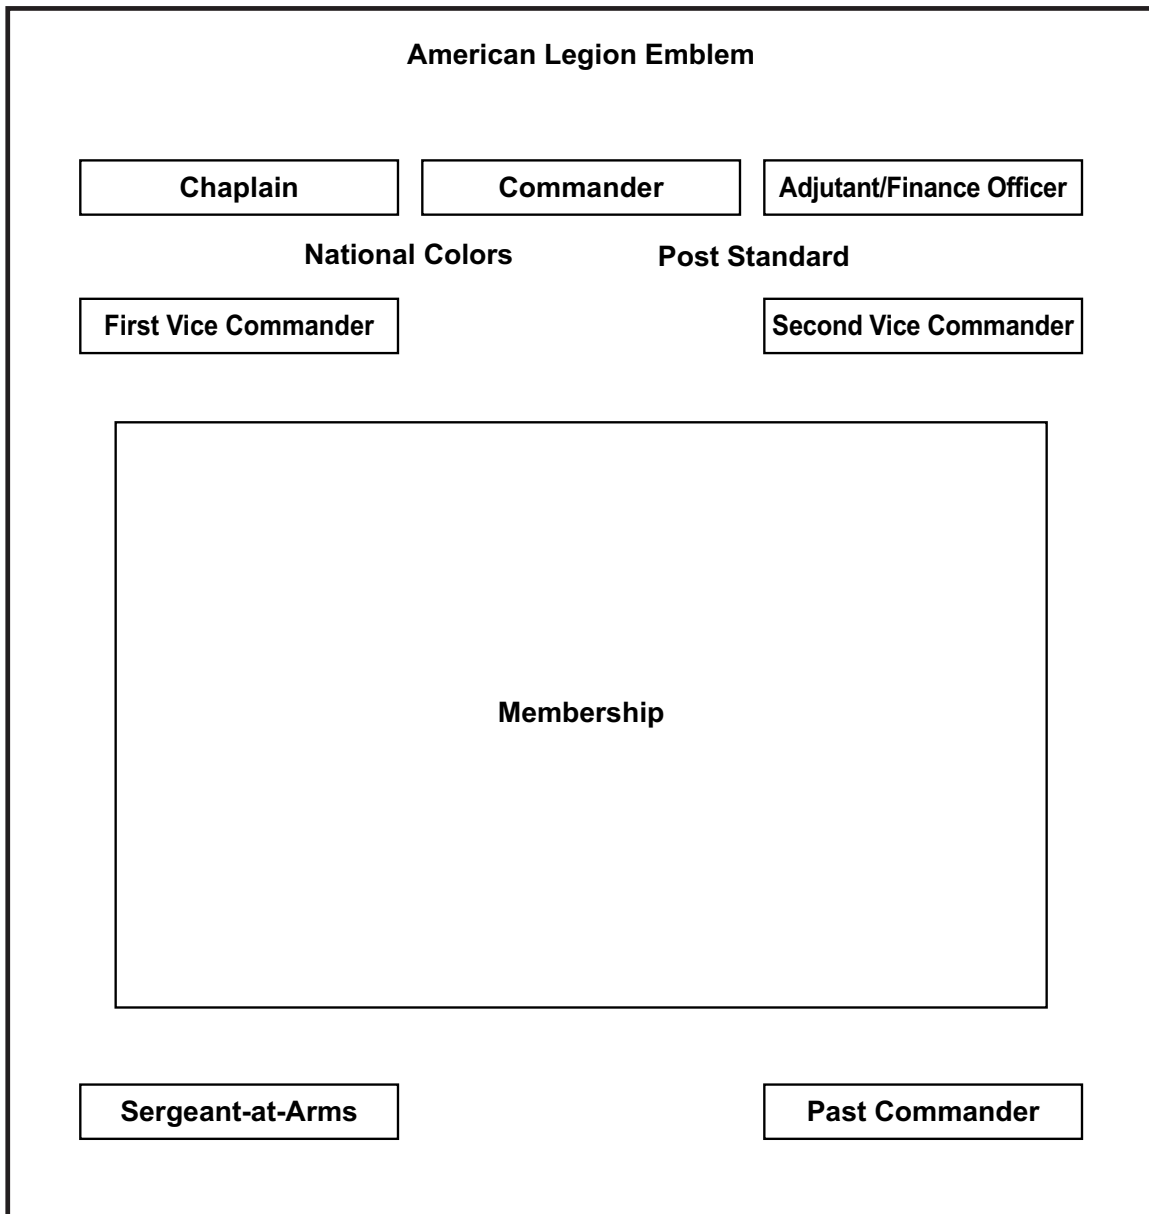 American Legion Emblem
Chaplain
Commander
Adjutant/Finance Officer
National Colors
Post Standard
First Vice Commander
Second Vice Commander
Membership
Sergeant-at-Arms
Past Commander